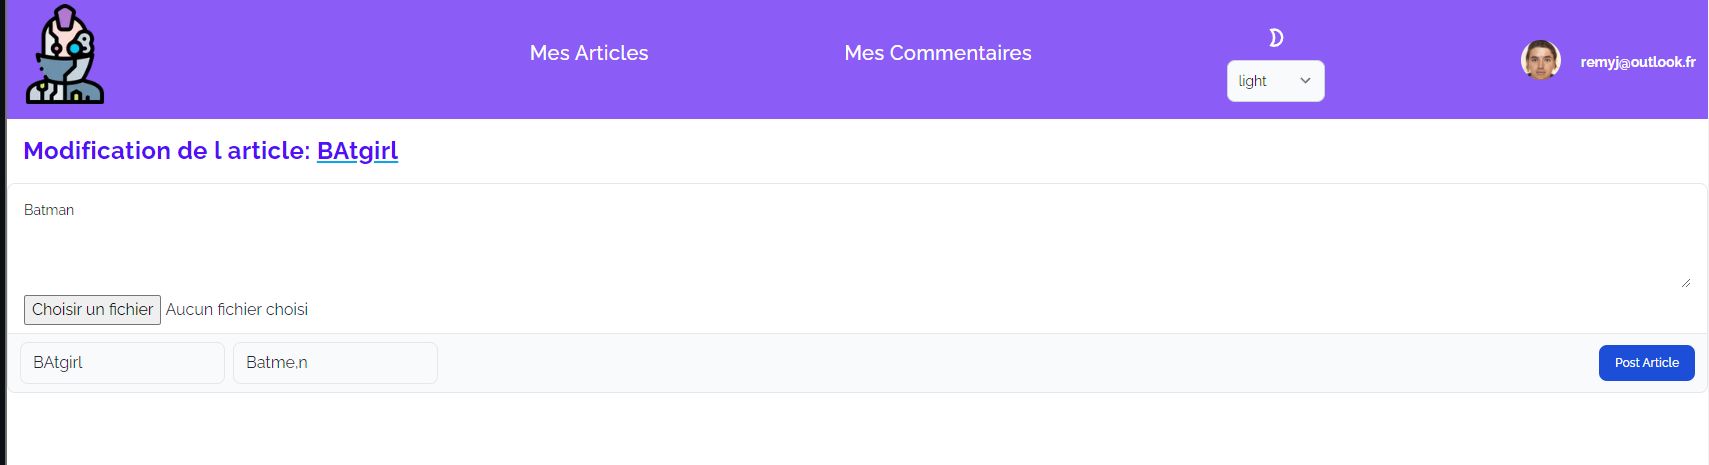 Mes Articles
Mes Commentaires
light
remyj@outlook.fr
Modification de l article: BAtgirl
Batman
Choisir un fichier Aucun fichier choisi
BAtgirl
Batme,n
Post Article